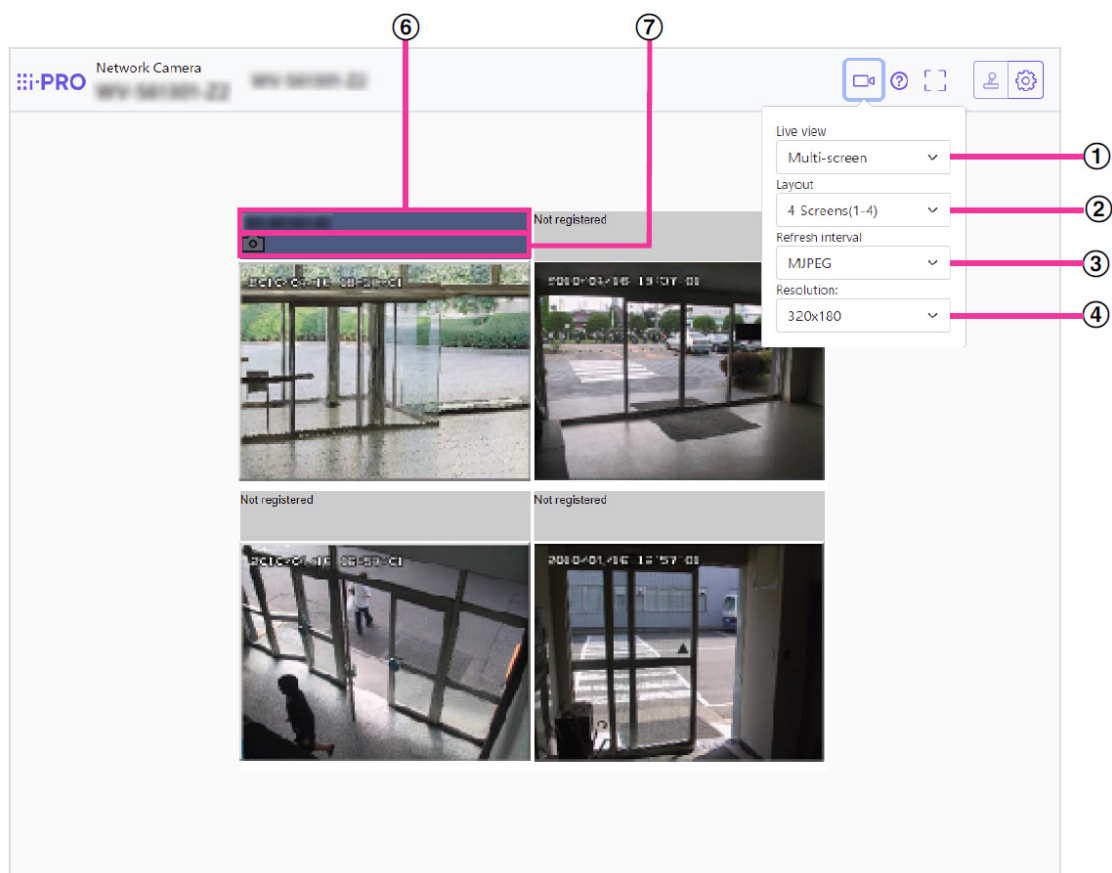 ⑥ ⑦
i-PRO
Network Camera
Live view
Multi-screen
①
Layout
4 Screens(1-4)
②
Refresh interval
MJPEG
③
Resolution:
320x180
④
Not registered
Not registered
Not registered